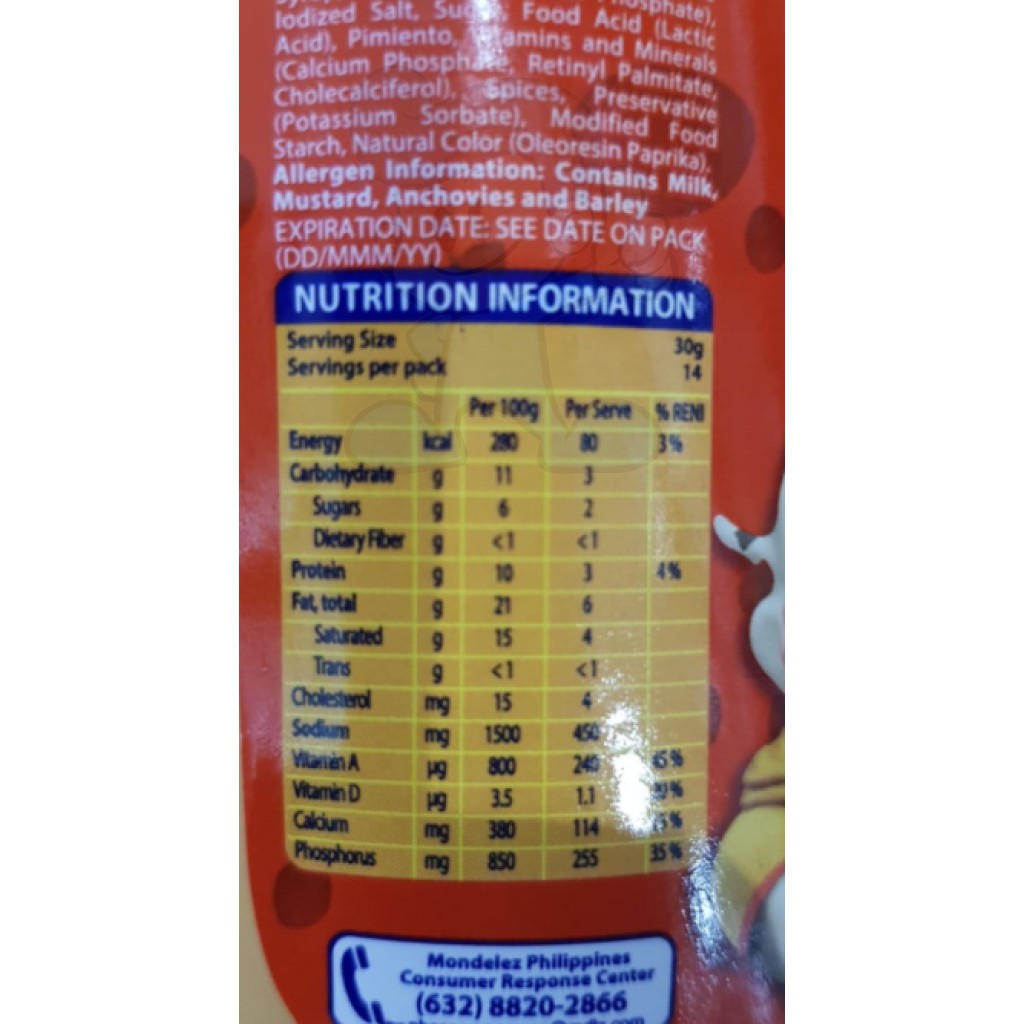 Iodized Salt, Sugar, Food Acid (Lactic
Acid), Pimiento, Vitamins and Minerals
(Calcium Phosphate, Retinyl Palmitate,
Cholecalciferol), Spices, Preservative
(Potassium Sorbate), Modified Food
Starch, Natural Color (Oleoresin Paprika).
Allergen Information: Contains Milk,
Mustard, Anchovies and Barley
EXPIRATION DATE: SEE DATE ON PACK
(DD/MMM/YY)
NUTRITION INFORMATION
Serving Size 30g
Servings per pack 14
Per 100g Per Serve % RENI
Energy kcal 280 80 3%
Carbohydrate g 11 3
Sugars g 6 2
Dietary Fiber g <1 <1
Protein g 10 3 4%
Fat, total g 21 6
Saturated g 15 4
Trans g <1 <1
Cholesterol mg 15 4
Sodium mg 1500 450
Vitamin A µg 800 240
Vitamin D µg 3.5 1.1
Calcium mg 380 114
Phosphorus mg 850 255 35%
Mondelez Philippines
Consumer Response Center
(632) 8820-2866